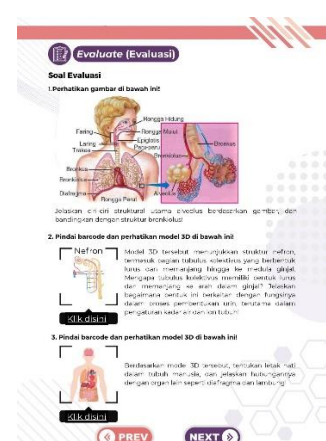 Evaluate (Evaluasi)
Soal Evaluasi
1.Perhatikan gambar di bawah ini!
Rongga Hidung
Faring
Rongga Mulut
Laring
Epiglotis
Trakea
Paru-paru
Bronkus
Bronkiolus
Bronkus
Bronkiolus
Diafragma
Alveolus
Rongga Perut
Jelaskan ciri-ciri struktural utama alveolus berdasarkan gambar, dan
bandingkan dengan struktur bronkiolus!
2. Pindai barcode dan perhatikan model 3D di bawah ini!
Nefron
Model 3D tersebut menunjukkan struktur nefron,
termasuk bagian tubulus kolektivus yang berbentuk
lurus dan memanjang hingga ke medula ginjal.
Mengapa tubulus kolektivus memiliki bentuk lurus
dan memanjang ke arah dalam ginjal? Jelaskan
bagaimana bentuk ini berkaitan dengan fungsinya
dalam proses pembentukan urin, terutama dalam
pengaturan kadar air dan ion tubuh!
Klik disini
3. Pindai barcode dan perhatikan model 3D di bawah ini!
Berdasarkan model 3D tersebut, tentukan letak hati
dalam tubuh manusia, dan jelaskan hubungannya
dengan organ lain seperti diafragma dan lambung!
Klik disini
PREV
NEXT